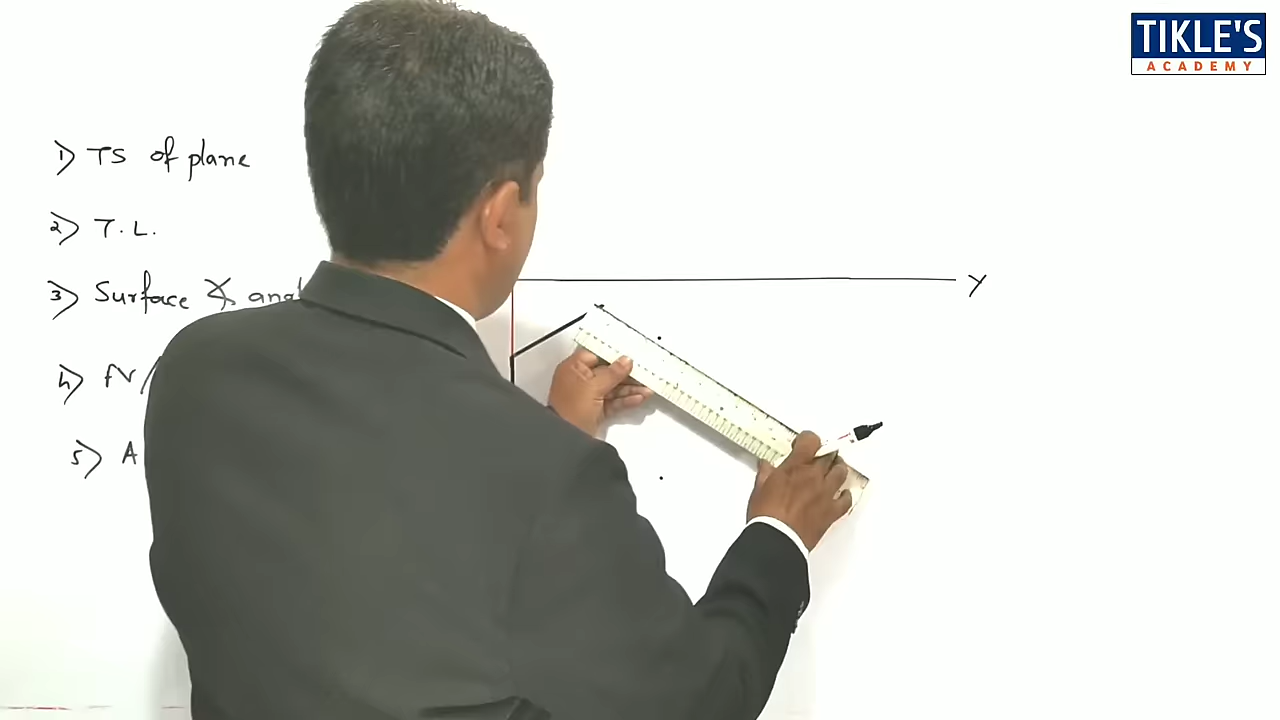 TIKLE'S
ACADEMY
1) TS of plane
2) T.L.
3) Surface ∡
4) FV/
5) A
Y